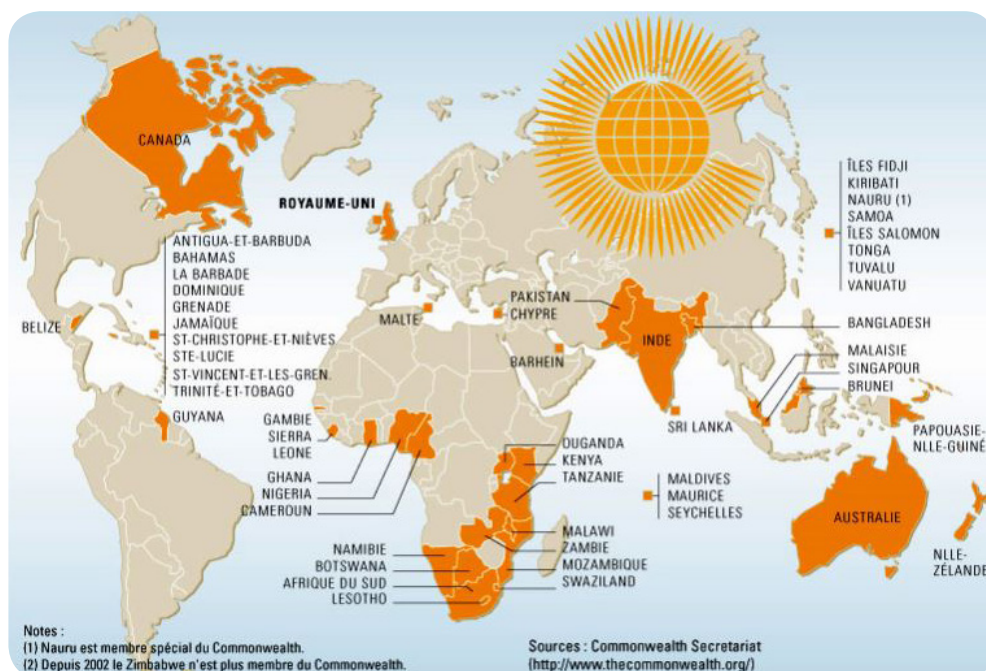 CANADA
ROYAUME-UNI
ANTIGUA-ET-BARBUDA
BAHAMAS
LA BARBADE
DOMINIQUE
GRENADE
JAMAÏQUE
ST-CHRISTOPHE-ET-NIÈVES
STE-LUCIE
ST-VINCENT-ET-LES-GREN.
TRINITÉ-ET-TOBAGO
BELIZE
GUYANA
MALTE
PAKISTAN
CHYPRE
BARHEIN
INDE
ÎLES FIDJI
KIRIBATI
NAURU (1)
SAMOA
ÎLES SALOMON
TONGA
TUVALU
VANUATU
BANGLADESH
MALAISIE
SINGAPOUR
BRUNEI
SRI LANKA
PAPOUASIE-
NLLE-GUINÉ
GAMBIE
SIERRA
LEONE
GHANA
NIGERIA
CAMEROUN
OUGANDA
KENYA
TANZANIE
MALDIVES
MAURICE
SEYCHELLES
AUSTRALIE
NLLE-
ZÉLANDE
MALAWI
ZAMBIE
MOZAMBIQUE
SWAZILAND
NAMIBIE
BOTSWANA
AFRIQUE DU SUD
LESOTHO
Notes :
(1) Nauru est membre spécial du Commonwealth.
(2) Depuis 2002 le Zimbabwe n'est plus membre du Commonwealth.
Sources : Commonwealth Secretariat
(http://www.thecommonwealth.org/)